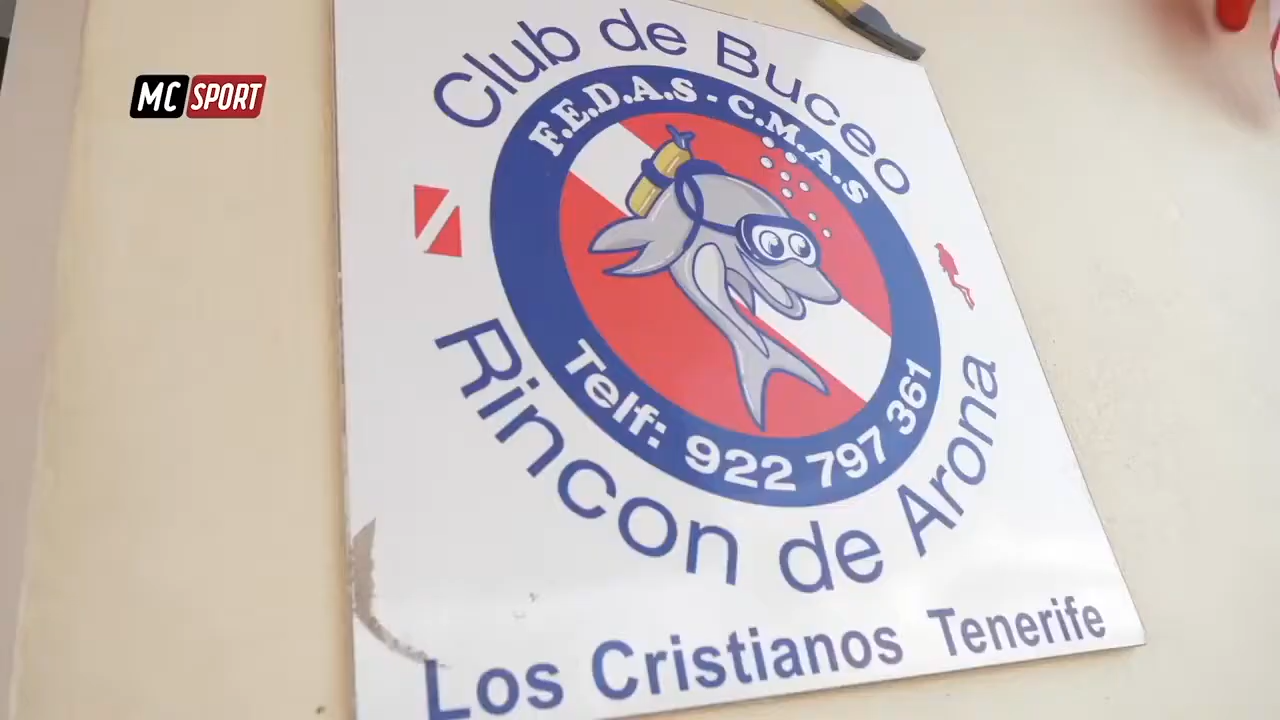 MC SPORT
Club de Buceo
F.E.D.A.S - C.M.A.S
Telf: 922 797 361
Rincon de Arona
Los Cristianos Tenerife